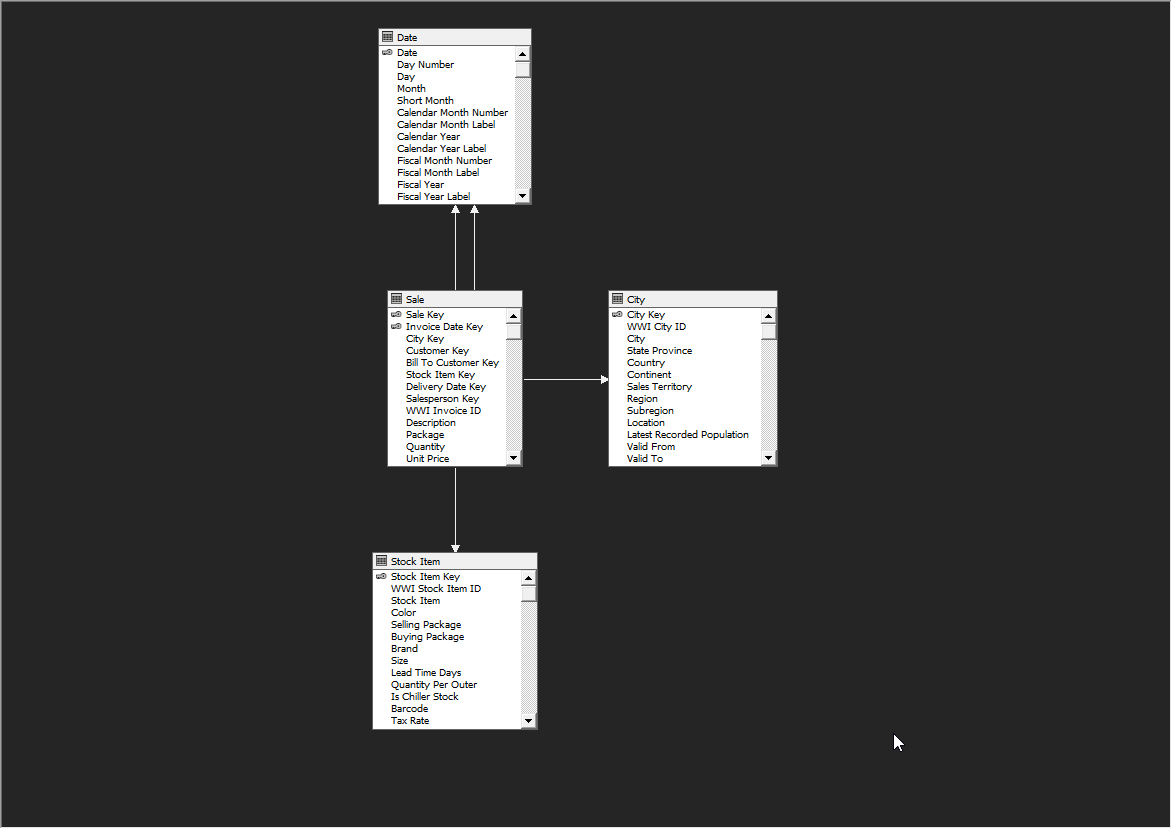 Date
Date
Day Number
Day
Month
Short Month
Calendar Month Number
Calendar Month Label
Calendar Year
Calendar Year Label
Fiscal Month Number
Fiscal Month Label
Fiscal Year
Fiscal Year Label
Sale
Sale Key
Invoice Date Key
City Key
Customer Key
Bill To Customer Key
Stock Item Key
Delivery Date Key
Salesperson Key
WWI Invoice ID
Description
Package
Quantity
Unit Price
City
City Key
WWI City ID
City
State Province
Country
Continent
Sales Territory
Region
Subregion
Location
Latest Recorded Population
Valid From
Valid To
Stock Item
Stock Item Key
WWI Stock Item ID
Stock Item
Color
Selling Package
Buying Package
Brand
Size
Lead Time Days
Quantity Per Outer
Is Chiller Stock
Barcode
Tax Rate